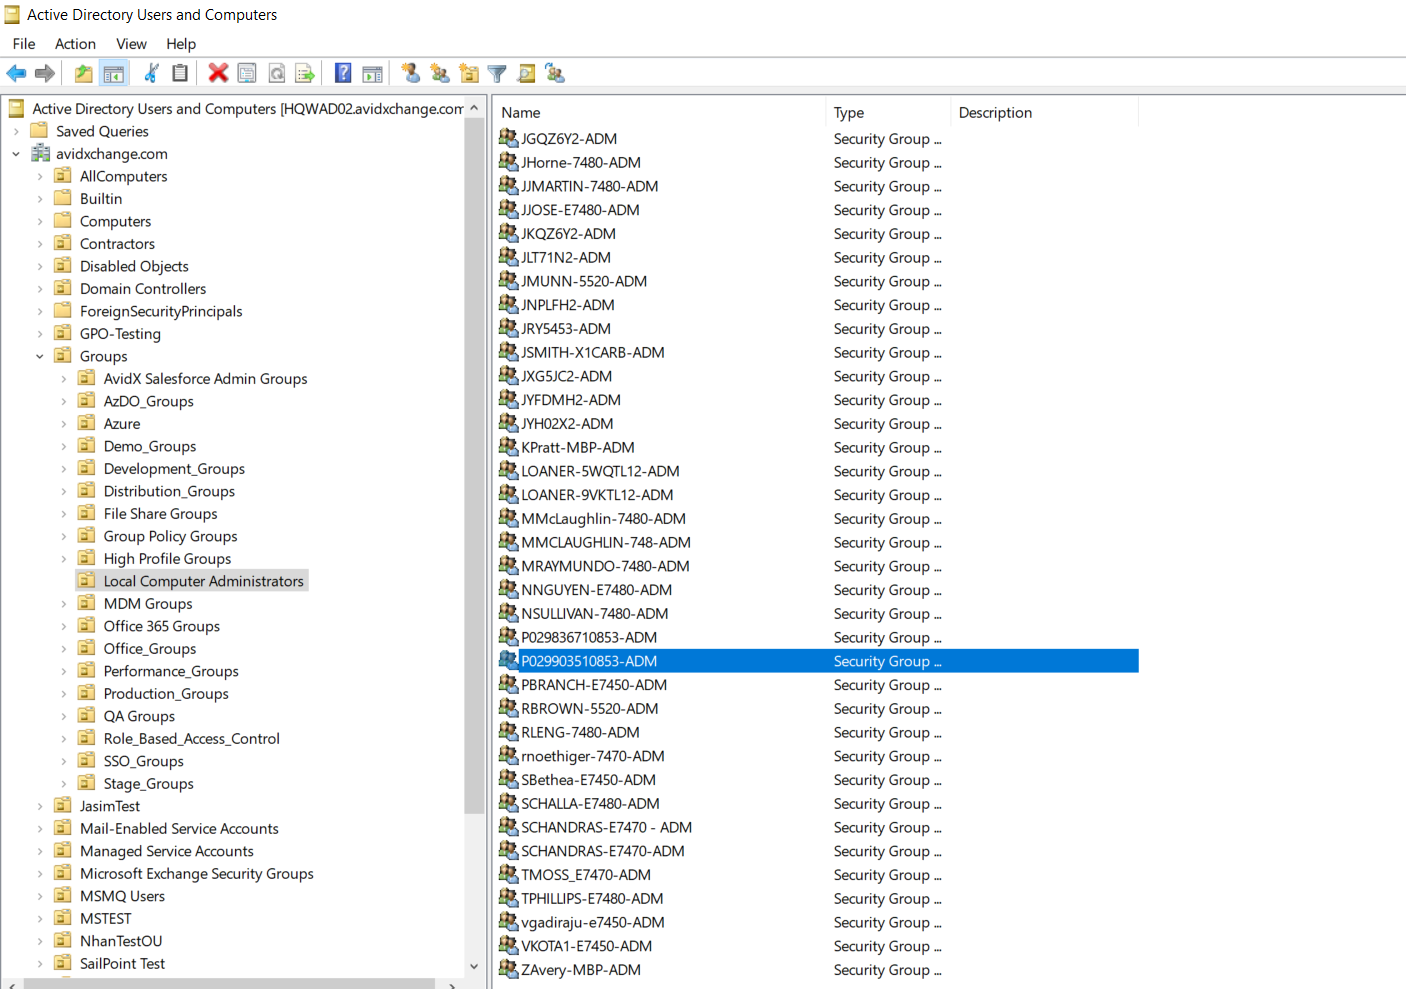 Active Directory Users and Computers
File Action View Help
Active Directory Users and Computers [HQWAD02.avidxchange.com
Saved Queries
avidxchange.com
AllComputers
Builtin
Computers
Contractors
Disabled Objects
Domain Controllers
ForeignSecurityPrincipals
GPO-Testing
Groups
AvidX Salesforce Admin Groups
AzDO_Groups
Azure
Demo_Groups
Development_Groups
Distribution_Groups
File Share Groups
Group Policy Groups
High Profile Groups
Local Computer Administrators
MDM Groups
Office 365 Groups
Office_Groups
Performance_Groups
Production_Groups
QA Groups
Role_Based_Access_Control
SSO_Groups
Stage_Groups
JasimTest
Mail-Enabled Service Accounts
Managed Service Accounts
Microsoft Exchange Security Groups
MSMQ Users
MSTEST
NhanTestOU
SailPoint Test
Name Type Description
JGQZ6Y2-ADM Security Group ...
JHorne-7480-ADM Security Group ...
JJMARTIN-7480-ADM Security Group ...
JJOSE-E7480-ADM Security Group ...
JKQZ6Y2-ADM Security Group ...
JLT71N2-ADM Security Group ...
JMUNN-5520-ADM Security Group ...
JNPLFH2-ADM Security Group ...
JRY5453-ADM Security Group ...
JSMITH-X1CARB-ADM Security Group ...
JXG5JC2-ADM Security Group ...
JYFDMH2-ADM Security Group ...
JYH02X2-ADM Security Group ...
KPratt-MBP-ADM Security Group ...
LOANER-5WQTL12-ADM Security Group ...
LOANER-9VKTL12-ADM Security Group ...
MMcLaughlin-7480-ADM Security Group ...
MMCLAUGHLIN-748-ADM Security Group ...
MRAYMUNDO-7480-ADM Security Group ...
NNGUYEN-E7480-ADM Security Group ...
NSULLIVAN-7480-ADM Security Group ...
P029836710853-ADM Security Group ...
P029903510853-ADM Security Group ...
PBRANCH-E7450-ADM Security Group ...
RBROWN-5520-ADM Security Group ...
RLENG-7480-ADM Security Group ...
rnoethiger-7470-ADM Security Group ...
SBethea-E7450-ADM Security Group ...
SCHALLA-E7480-ADM Security Group ...
SCHANDRAS-E7470 - ADM Security Group ...
SCHANDRAS-E7470-ADM Security Group ...
TMOSS_E7470-ADM Security Group ...
TPHILLIPS-E7480-ADM Security Group ...
vgadiraju-e7450-ADM Security Group ...
VKOTA1-E7450-ADM Security Group ...
ZAvery-MBP-ADM Security Group ...